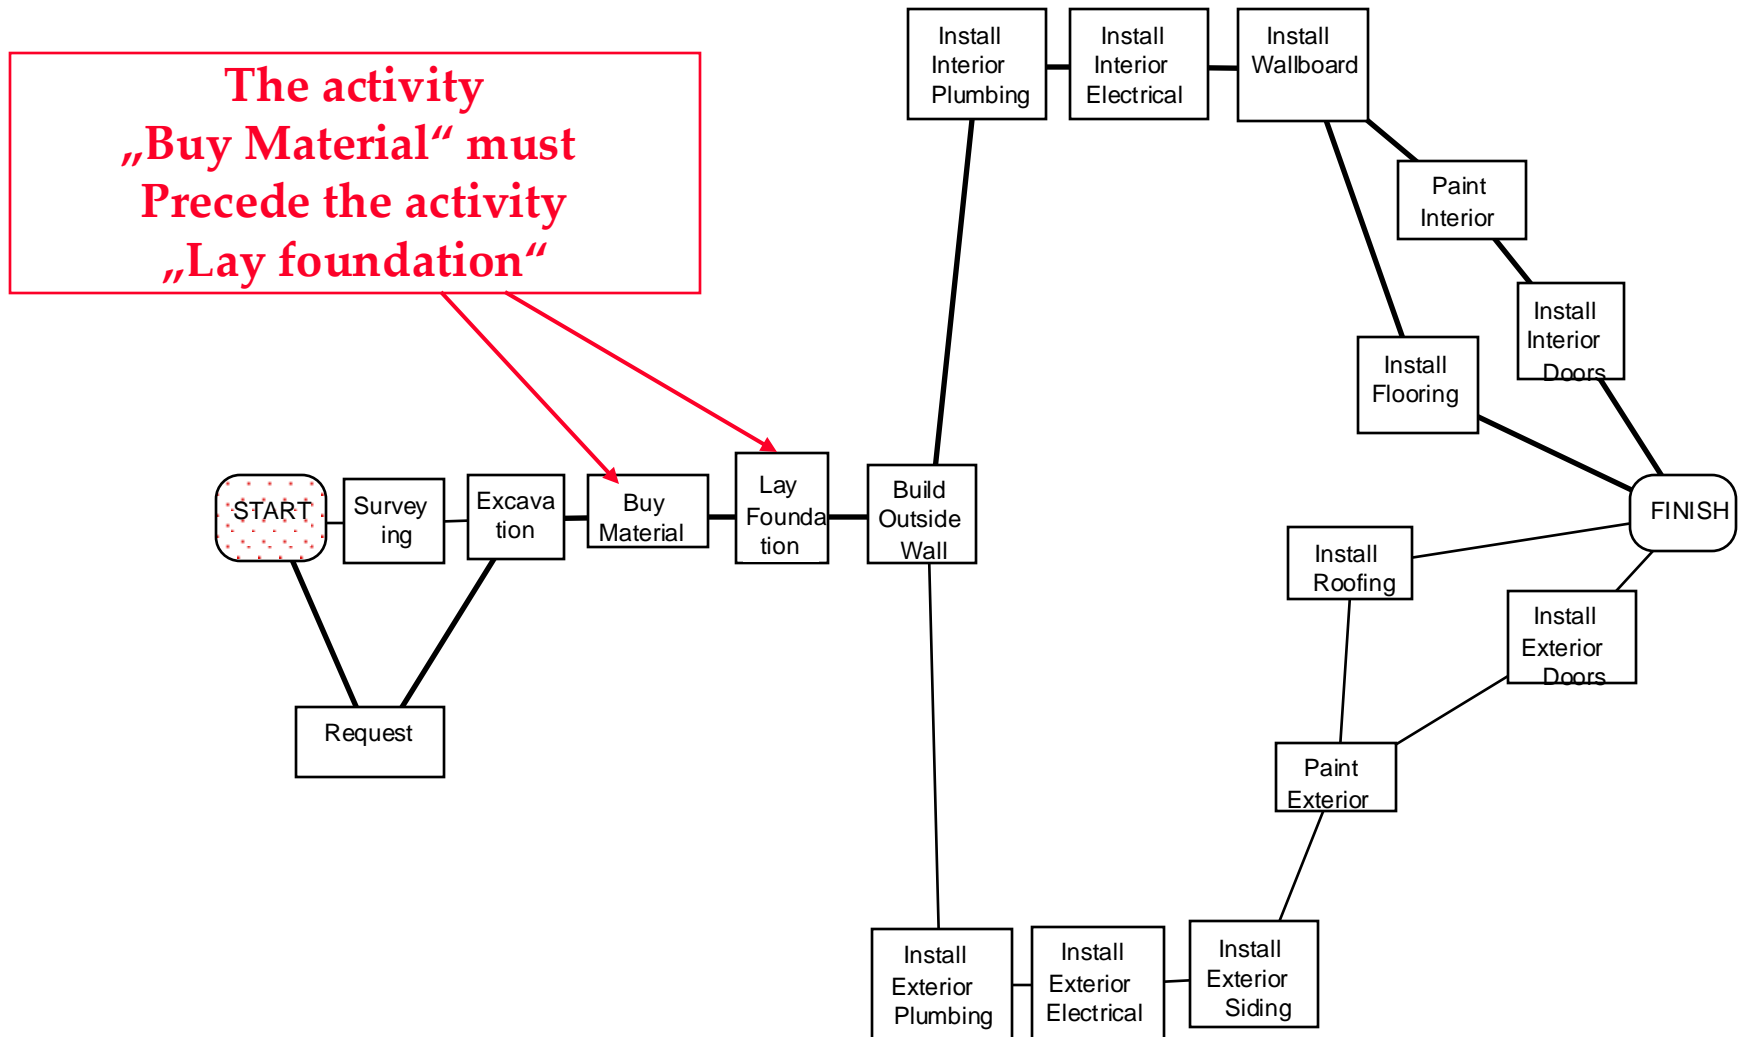 The activity
„Buy Material“ must
Precede the activity
„Lay foundation“
Install
Interior
Plumbing
Install
Interior
Electrical
Install
Wallboard
Paint
Interior
Install
Interior
Doors
Install
Flooring
START
Survey
ing
Excava
tion
Buy
Material
Lay
Founda
tion
Build
Outside
Wall
FINISH
Install
Roofing
Install
Exterior
Doors
Request
Paint
Exterior
Install
Exterior
Plumbing
Install
Exterior
Electrical
Install
Exterior
Siding